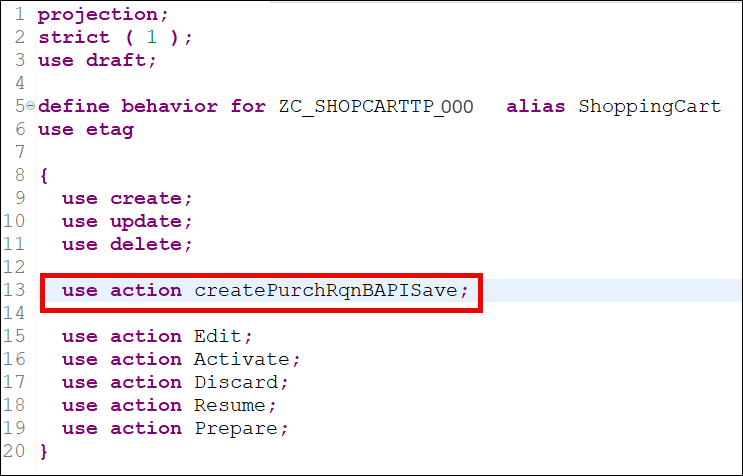 1 projection;
2 strict ( 1 );
3 use draft;
4
5 define behavior for ZC_SHOPCARTTP_000 alias ShoppingCart
6 use etag
7
8 {
9 use create;
10 use update;
11 use delete;
12
13 use action createPurchRqnBAPISave;
14
15 use action Edit;
16 use action Activate;
17 use action Discard;
18 use action Resume;
19 use action Prepare;
20 }